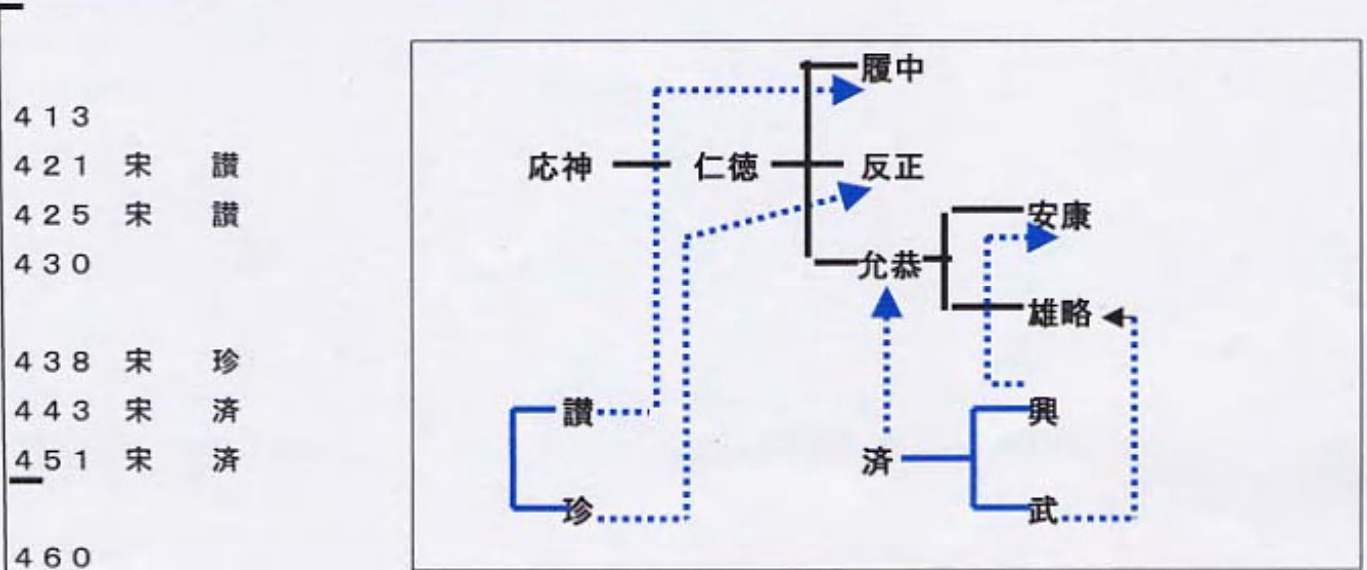 413
421 宋 讃
425 宋 讃
430
438 宋 珍
443 宋 済
451 宋 済
460
履中
応神 仁徳 反正
安康
允恭
雄略
讃 興
済
珍 武